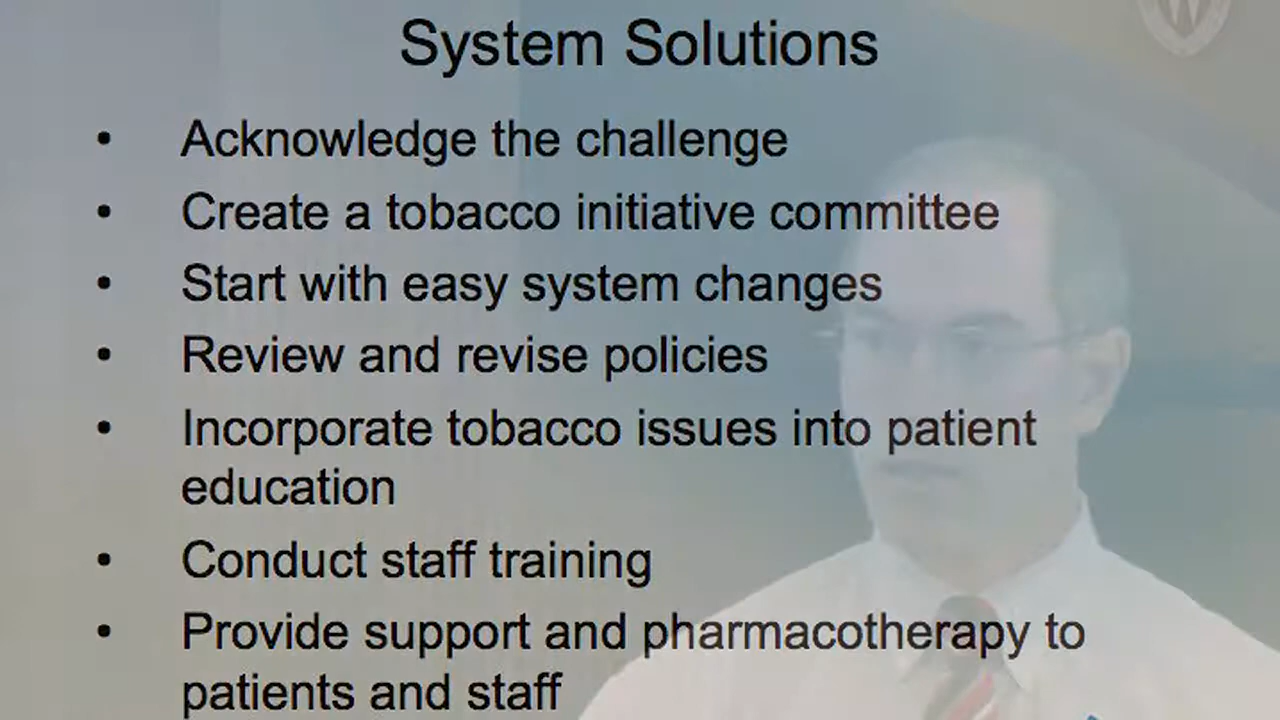 System Solutions
• Acknowledge the challenge
• Create a tobacco initiative committee
• Start with easy system changes
• Review and revise policies
• Incorporate tobacco issues into patient
education
• Conduct staff training
• Provide support and pharmacotherapy to
patients and staff
W